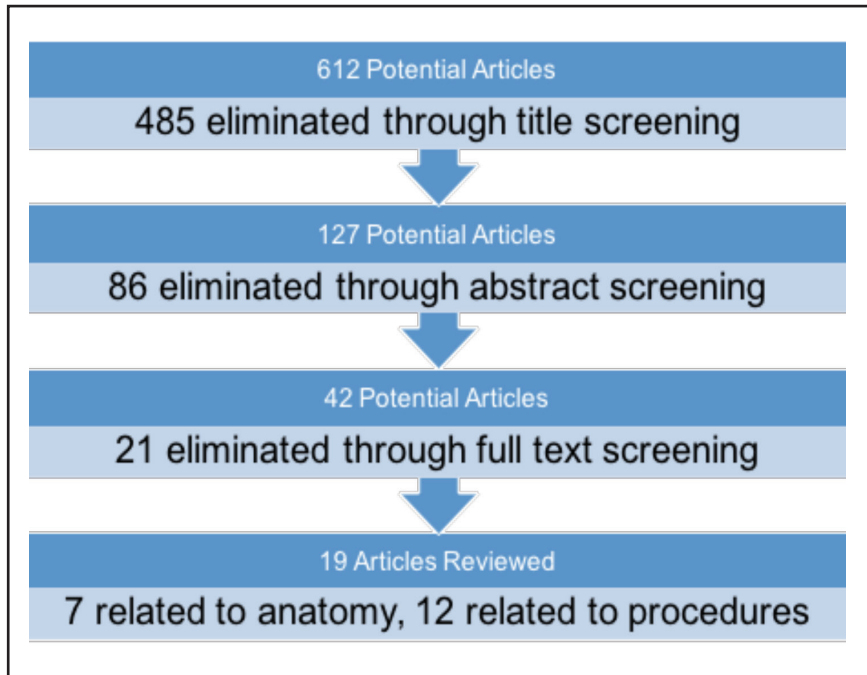 612 Potential Articles
485 eliminated through title screening
127 Potential Articles
86 eliminated through abstract screening
42 Potential Articles
21 eliminated through full text screening
19 Articles Reviewed
7 related to anatomy, 12 related to procedures